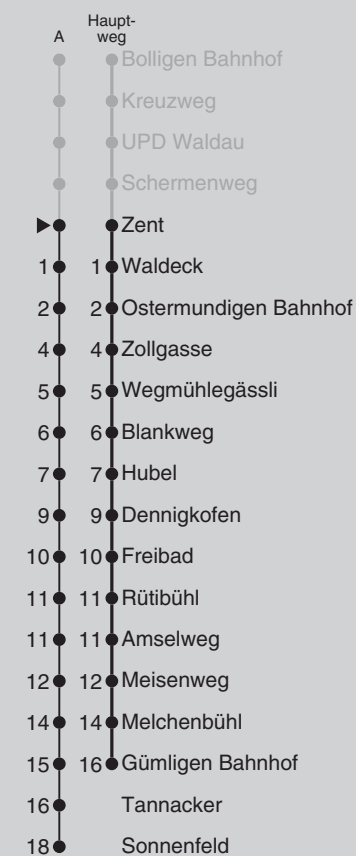 A Haupt-
weg
Bolligen Bahnhof
Kreuzweg
UPD Waldau
Schermenweg
Zent
1 1 Waldeck
2 2 Ostermundigen Bahnhof
4 4 Zollgasse
5 5 Wegmühlegässli
6 6 Blankweg
7 7 Hubel
9 9 Dennigkofen
10 10 Freibad
11 11 Rütibühl
11 11 Amselweg
12 12 Meisenweg
14 14 Melchenbühl
15 16 Gümligen Bahnhof
16 Tannacker
18 Sonnenfeld